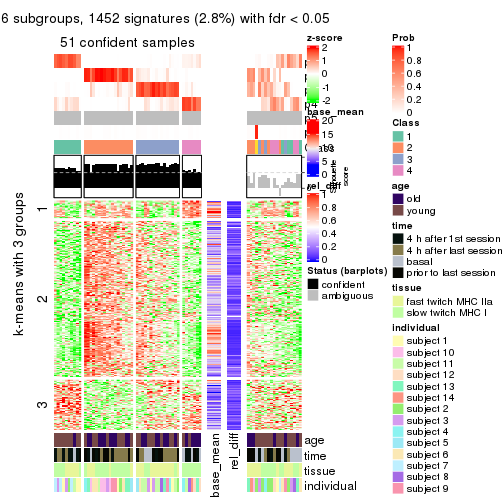 6 subgroups, 1452 signatures (2.8%) with fdr < 0.05
51 confident samples
k-means with 3 groups
1
2
3
z-score
2
1
0
-1
-2
base_mean
20
15
10
5
0
rel_diff
1
0.8
0.6
0.4
0.2
0
Status (barplots)
confident
ambiguous
Silhouette
score
base_mean
rel_diff
age
time
tissue
individual
Prob
1
0.8
0.6
0.4
0.2
0
Class
1
2
3
4
age
old
young
time
4 h after 1st session
4 h after last session
basal
prior to last session
tissue
fast twitch MHC IIa
slow twitch MHC I
individual
subject 1
subject 10
subject 11
subject 12
subject 13
subject 14
subject 2
subject 3
subject 4
subject 5
subject 6
subject 7
subject 8
subject 9